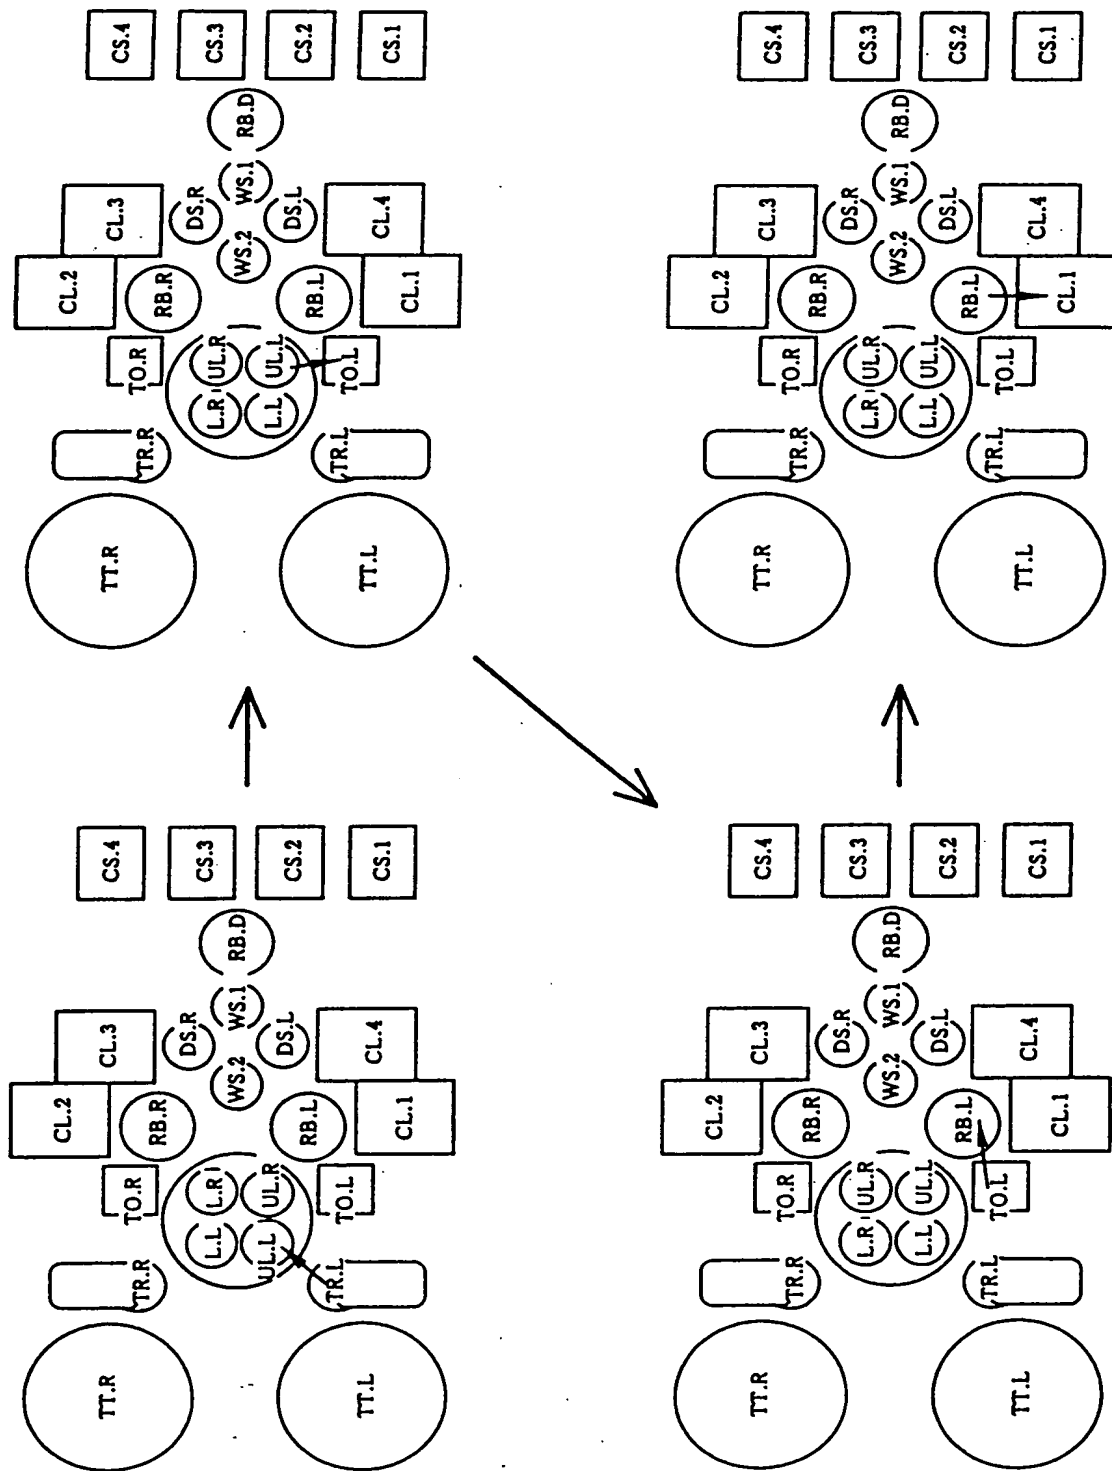 CL.2
CL.3 CS.4
TT.R TR.R TO.R
RB.R DS.R CS.3
L.L L.R
WS.2 WS.1 RB.D
UL.L UL.R DS.L CS.2
RB.L
TR.L TO.L
TT.L CL.4 CS.1
CL.1
CL.2
CL.3 CS.4
TT.R TR.R TO.R
RB.R DS.R CS.3
L.R UL.R
WS.2 WS.1 RB.D
L.L UL.L DS.L CS.2
RB.L
TR.L TO.L
TT.L CL.4 CS.1
CL.1
CL.2
CL.3 CS.4
TT.R TR.R TO.R
RB.R DS.R CS.3
L.R UL.R
WS.2 WS.1 RB.D
L.L UL.L DS.L CS.2
RB.L
TR.L TO.L
TT.L CL.4 CS.1
CL.1
CL.2
CL.3 CS.4
TT.R TR.R TO.R
RB.R DS.R CS.3
L.R UL.R
WS.2 WS.1 RB.D
L.L UL.L DS.L CS.2
RB.L
TR.L TO.L
TT.L CL.4 CS.1
CL.1